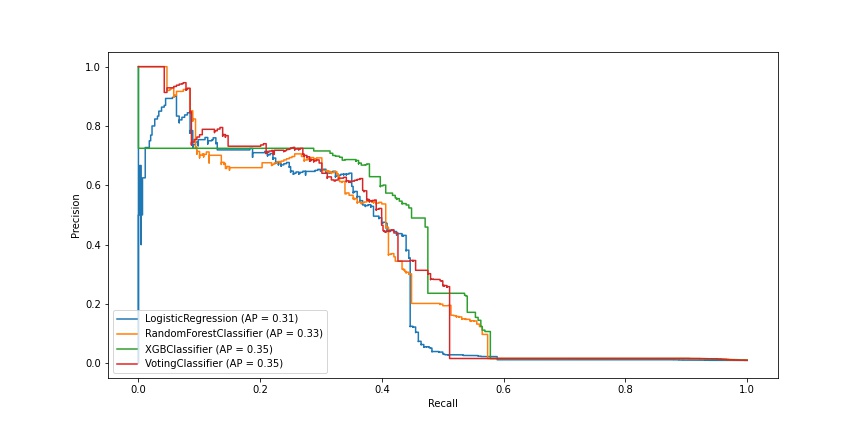 1.0
0.8
0.6
0.4
0.2
0.0
Precision
LogisticRegression (AP = 0.31)
RandomForestClassifier (AP = 0.33)
XGBClassifier (AP = 0.35)
VotingClassifier (AP = 0.35)
0.0 0.2 0.4 0.6 0.8 1.0
Recall